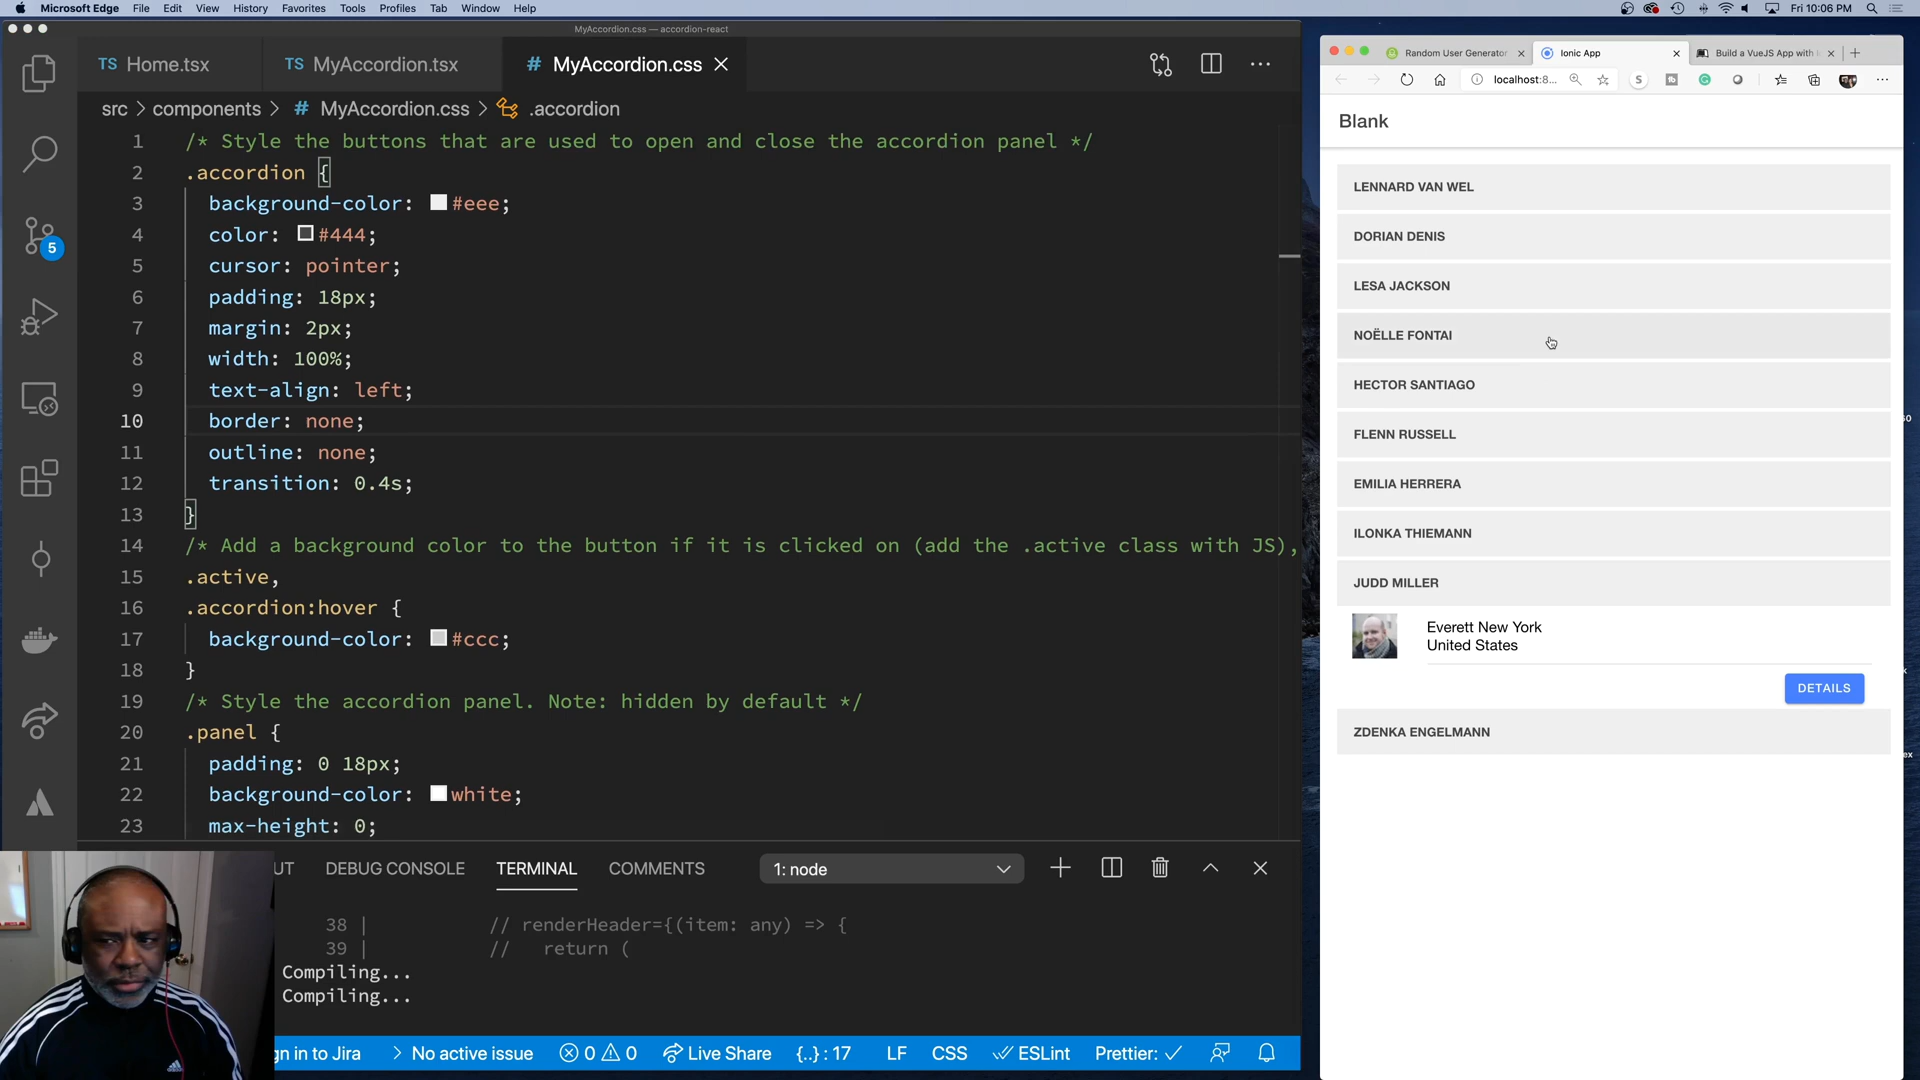 Microsoft Edge File Edit View History Favorites Tools Profiles Tab Window Help
Fri 10:06 PM
MyAccordion.css — accordion-react
TS Home.tsx
TS MyAccordion.tsx
# MyAccordion.css
src > components > # MyAccordion.css > .accordion
1 /* Style the buttons that are used to open and close the accordion panel */
2 .accordion {
3 background-color: #eee;
4 color: #444;
5 cursor: pointer;
6 padding: 18px;
7 margin: 2px;
8 width: 100%;
9 text-align: left;
10 border: none;
11 outline: none;
12 transition: 0.4s;
13 }
14 /* Add a background color to the button if it is clicked on (add the .active class with JS),
15 .active,
16 .accordion:hover {
17 background-color: #ccc;
18 }
19 /* Style the accordion panel. Note: hidden by default */
20 .panel {
21 padding: 0 18px;
22 background-color: white;
23 max-height: 0;
5
UT DEBUG CONSOLE TERMINAL COMMENTS 1: node
38 | // renderHeader={(item: any) => {
39 | // return (
Compiling...
Compiling...
gn in to Jira No active issue 0 0 Live Share {..} : 17 LF CSS ESLint Prettier: ✓
Random User Generator
Ionic App
Build a VueJS App with
localhost:8...
S
Blank
LENNARD VAN WEL
DORIAN DENIS
LESA JACKSON
NOËLLE FONTAI
HECTOR SANTIAGO
FLENN RUSSELL
EMILIA HERRERA
ILONKA THIEMANN
JUDD MILLER
Everett New York
United States
DETAILS
ZDENKA ENGELMANN
adidas